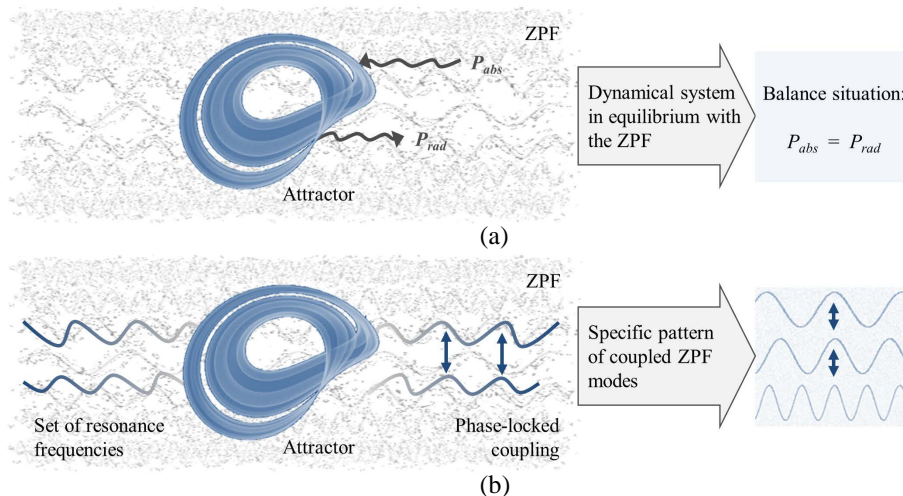 ZPF
P_abs
P_rad
Attractor
Dynamical system
in equilibrium with
the ZPF
Balance situation:
P_abs = P_rad
(a)
ZPF
Set of resonance
frequencies
Attractor
Phase-locked
coupling
Specific pattern
of coupled ZPF
modes
(b)